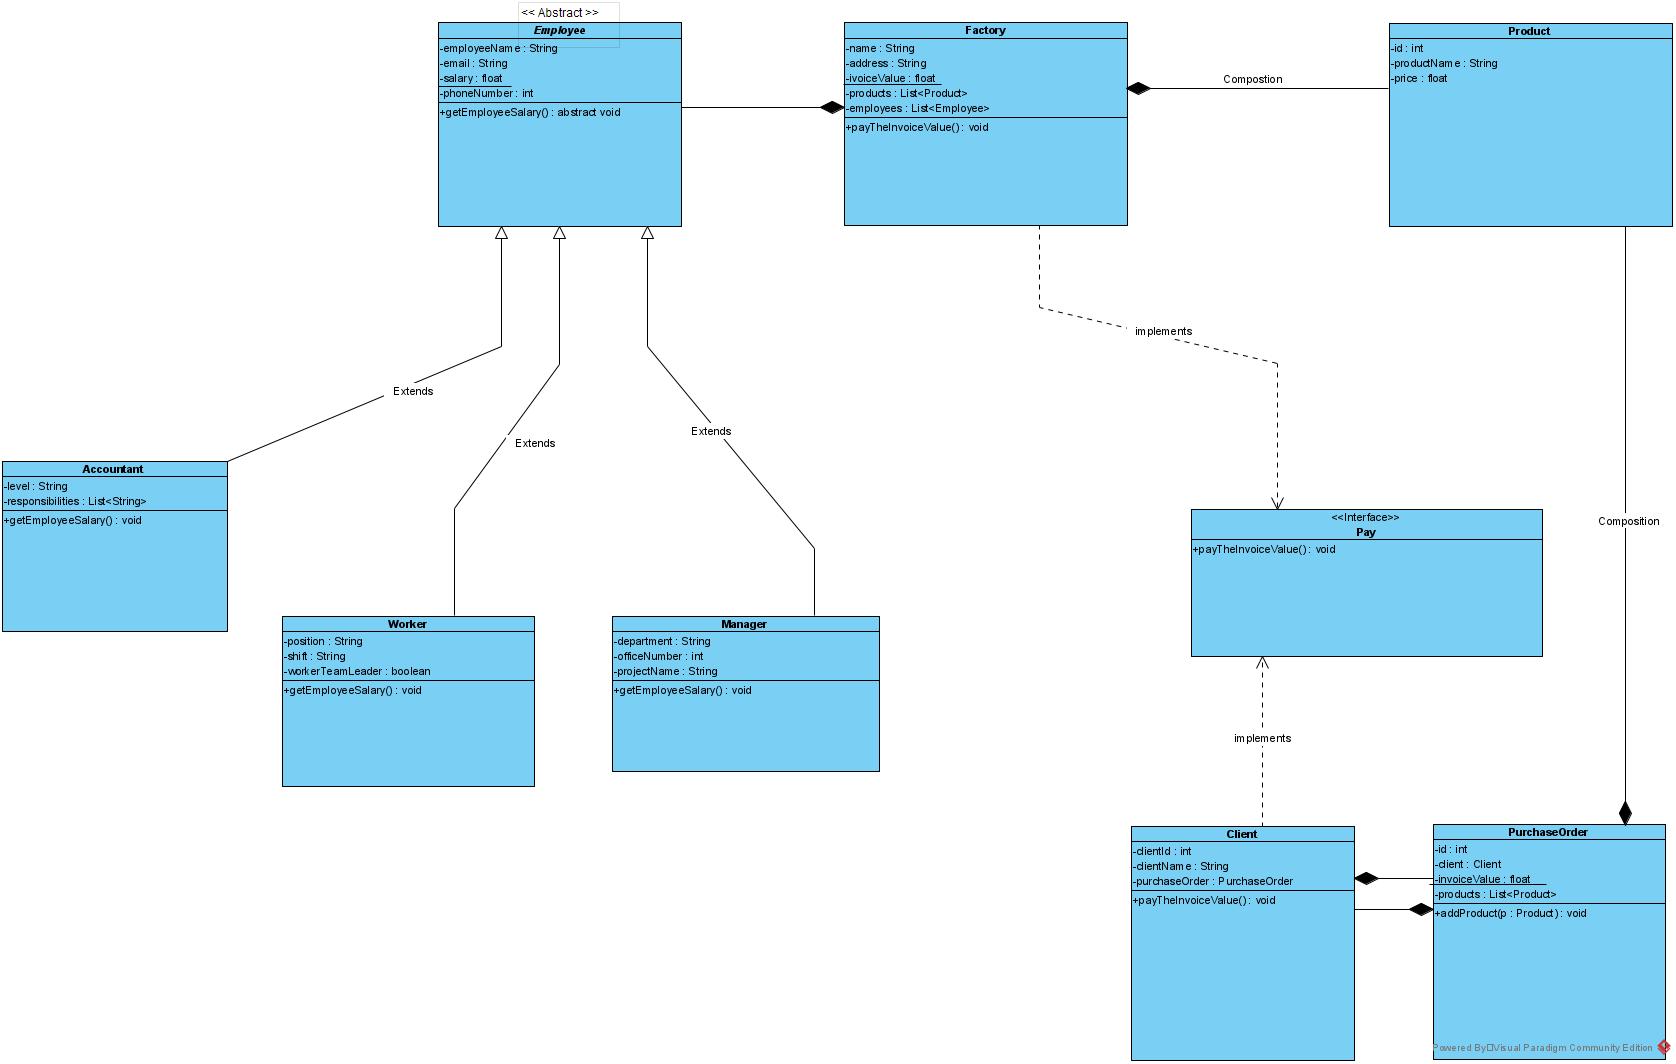 << Abstract >>
Employee
-employeeName : String
-email : String
-salary : float
-phoneNumber : int
+getEmployeeSalary() : abstract void
Factory
-name : String
-address : String
-ivoiceValue : float
-products : List<Product>
-employees : List<Employee>
+payTheInvoiceValue() : void
Compostion
Product
-id : int
-productName : String
-price : float
implements
Extends
Extends
Extends
Accountant
-level : String
-responsibilities : List<String>
+getEmployeeSalary() : void
Worker
-position : String
-shift : String
-workerTeamLeader : boolean
+getEmployeeSalary() : void
Manager
-department : String
-officeNumber : int
-projectName : String
+getEmployeeSalary() : void
<<Interface>>
Pay
+payTheInvoiceValue() : void
Composition
implements
Client
-clientId : int
-clientName : String
-purchaseOrder : PurchaseOrder
+payTheInvoiceValue() : void
PurchaseOrder
-id : int
-client : Client
-invoiceValue : float
-products : List<Product>
+addProduct(p : Product) : void
Powered By Visual Paradigm Community Edition